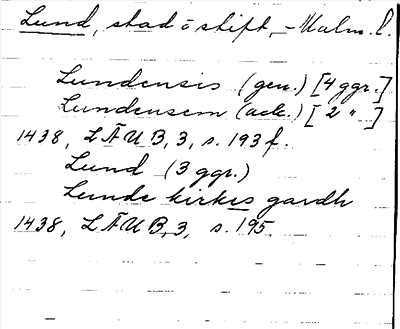 Lund, stad o stift, - Malm. l.
Lundensis (gen.) [4 ggr.]
Lundensem (ack.) [2 " ]
1438, LÄUB, 3, s. 193 f.
Lund (3 ggr.)
Lunde kirkis gardh
1438, LÄUB, 3, s. 195.